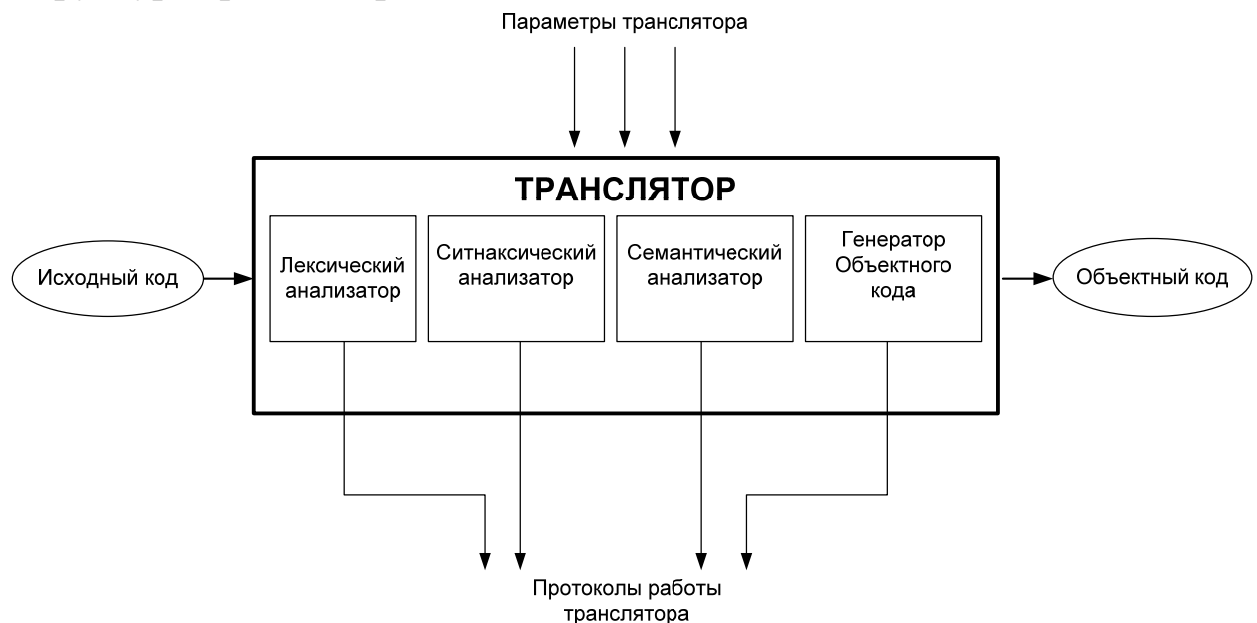 Параметры транслятора
ТРАНСЛЯТОР
Исходный код
Лексический
анализатор
Ситнаксический
анализатор
Семантический
анализатор
Генератор
Объектного
кода
Объектный код
Протоколы работы
транслятора